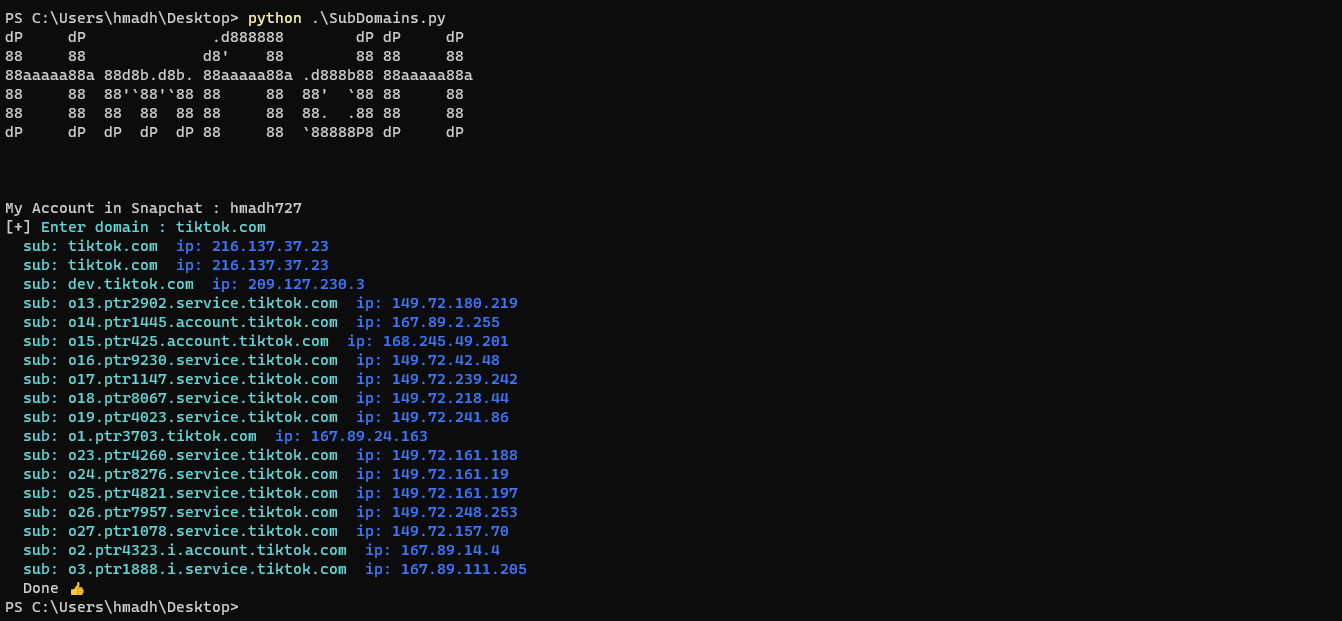 PS C:\Users\hmadh\Desktop> python .\SubDomains.py
dP     dP              .d888888        dP dP     dP
88     88             d8'    88        88 88     88
88aaaaa88a 88d8b.d8b. 88aaaaa88a .d888b88 88aaaaa88a
88     88  88'`88'`88 88     88  88'  `88 88     88
88     88  88  88  88 88     88  88.  .88 88     88
dP     dP  dP  dP  dP 88     88  `88888P8 dP     dP
My Account in Snapchat : hmadh727
[+] Enter domain : tiktok.com
  sub: tiktok.com  ip: 216.137.37.23
  sub: tiktok.com  ip: 216.137.37.23
  sub: dev.tiktok.com  ip: 209.127.230.3
  sub: o13.ptr2902.service.tiktok.com  ip: 149.72.180.219
  sub: o14.ptr1445.account.tiktok.com  ip: 167.89.2.255
  sub: o15.ptr425.account.tiktok.com  ip: 168.245.49.201
  sub: o16.ptr9230.service.tiktok.com  ip: 149.72.42.48
  sub: o17.ptr1147.service.tiktok.com  ip: 149.72.239.242
  sub: o18.ptr8067.service.tiktok.com  ip: 149.72.218.44
  sub: o19.ptr4023.service.tiktok.com  ip: 149.72.241.86
  sub: o1.ptr3703.tiktok.com  ip: 167.89.24.163
  sub: o23.ptr4260.service.tiktok.com  ip: 149.72.161.188
  sub: o24.ptr8276.service.tiktok.com  ip: 149.72.161.19
  sub: o25.ptr4821.service.tiktok.com  ip: 149.72.161.197
  sub: o26.ptr7957.service.tiktok.com  ip: 149.72.248.253
  sub: o27.ptr1078.service.tiktok.com  ip: 149.72.157.70
  sub: o2.ptr4323.i.account.tiktok.com  ip: 167.89.14.4
  sub: o3.ptr1888.i.service.tiktok.com  ip: 167.89.111.205
  Done 👍
PS C:\Users\hmadh\Desktop>